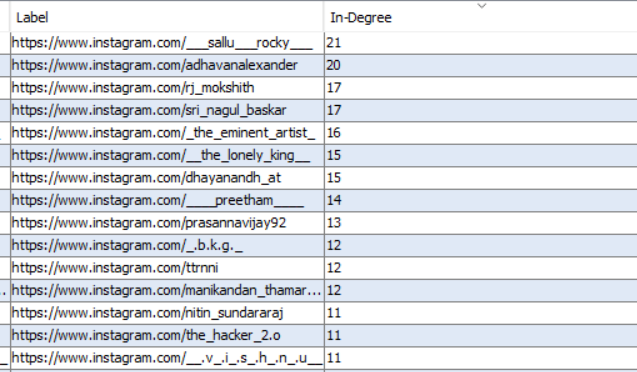 Label In-Degree
https://www.instagram.com/___sallu___rocky___ 21
https://www.instagram.com/adhavanalexander 20
https://www.instagram.com/rj_mokshith 17
https://www.instagram.com/sri_nagul_baskar 17
https://www.instagram.com/_the_eminent_artist_ 16
https://www.instagram.com/__the_lonely_king__ 15
https://www.instagram.com/dhayanandh_at 15
https://www.instagram.com/____preetham____ 14
https://www.instagram.com/prasannavijay92 13
https://www.instagram.com/_.b.k.g._ 12
https://www.instagram.com/ttrnni 12
https://www.instagram.com/manikandan_thamar... 12
https://www.instagram.com/nitin_sundararaj 11
https://www.instagram.com/the_hacker_2.o 11
https://www.instagram.com/__.v_.i_.s_.h_.n_.u__ 11